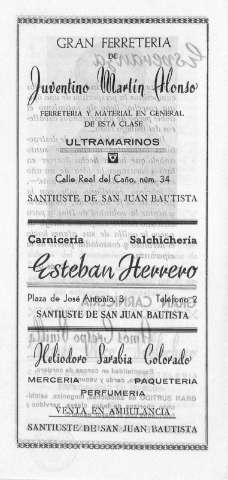 GRAN FERRETERIA
DE
Juventino Martín Alonso
FERRETERIA Y MATERIAL EN GENERAL
DE ESTA CLASE
ULTRAMARINOS
Calle Real del Caño, núm. 34
SANTIUSTE DE SAN JUAN BAUTISTA
Carnicería Salchichería
Esteban Herrero
Plaza de José Antonio, 3 Teléfono 2
SANTIUSTE DE SAN JUAN BAUTISTA
Heliodoro Sarabia Colorado
MERCERIA PAQUETERIA
PERFUMERIA
VENTA EN AMBULANCIA
SANTIUSTE DE SAN JUAN BAUTISTA